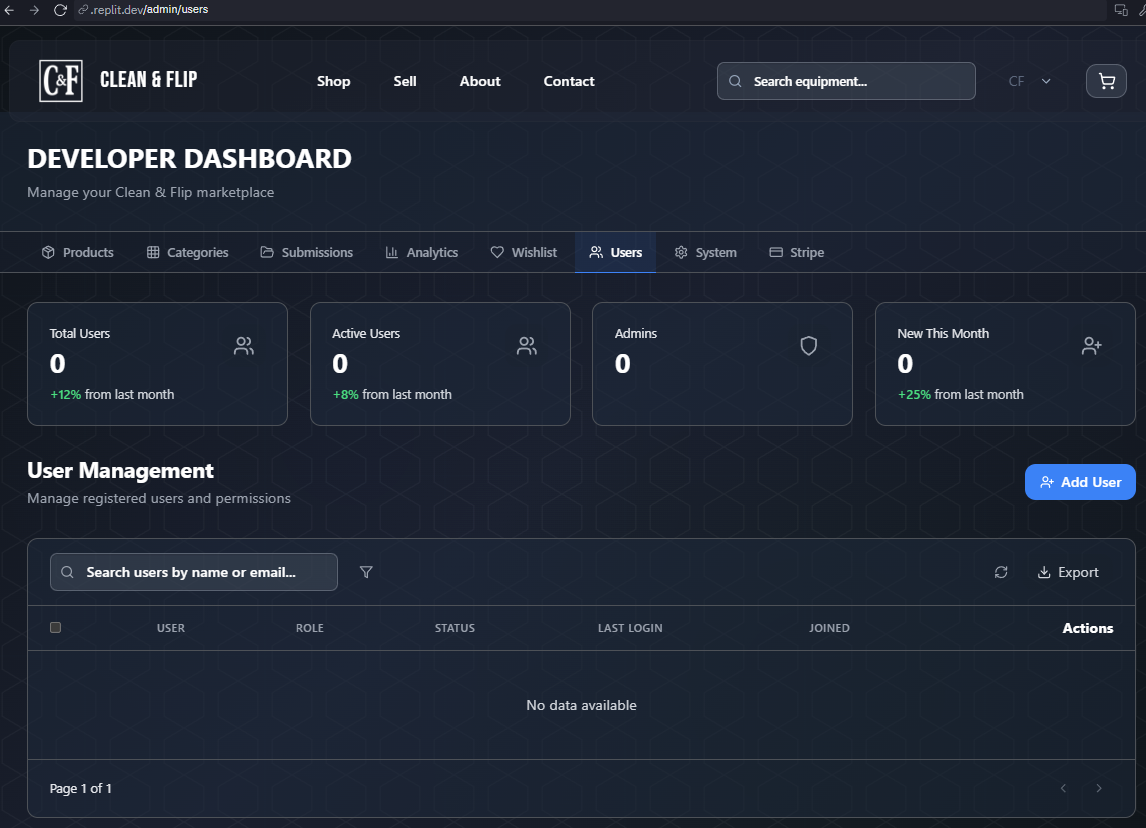 .replit.dev/admin/users
C&F CLEAN & FLIP Shop Sell About Contact Search equipment... CF
DEVELOPER DASHBOARD
Manage your Clean & Flip marketplace
Products Categories Submissions Analytics Wishlist Users System Stripe
Total Users
0
+12% from last month
Active Users
0
+8% from last month
Admins
0
New This Month
0
+25% from last month
User Management
Manage registered users and permissions
Add User
Search users by name or email... Export
USER ROLE STATUS LAST LOGIN JOINED Actions
No data available
Page 1 of 1